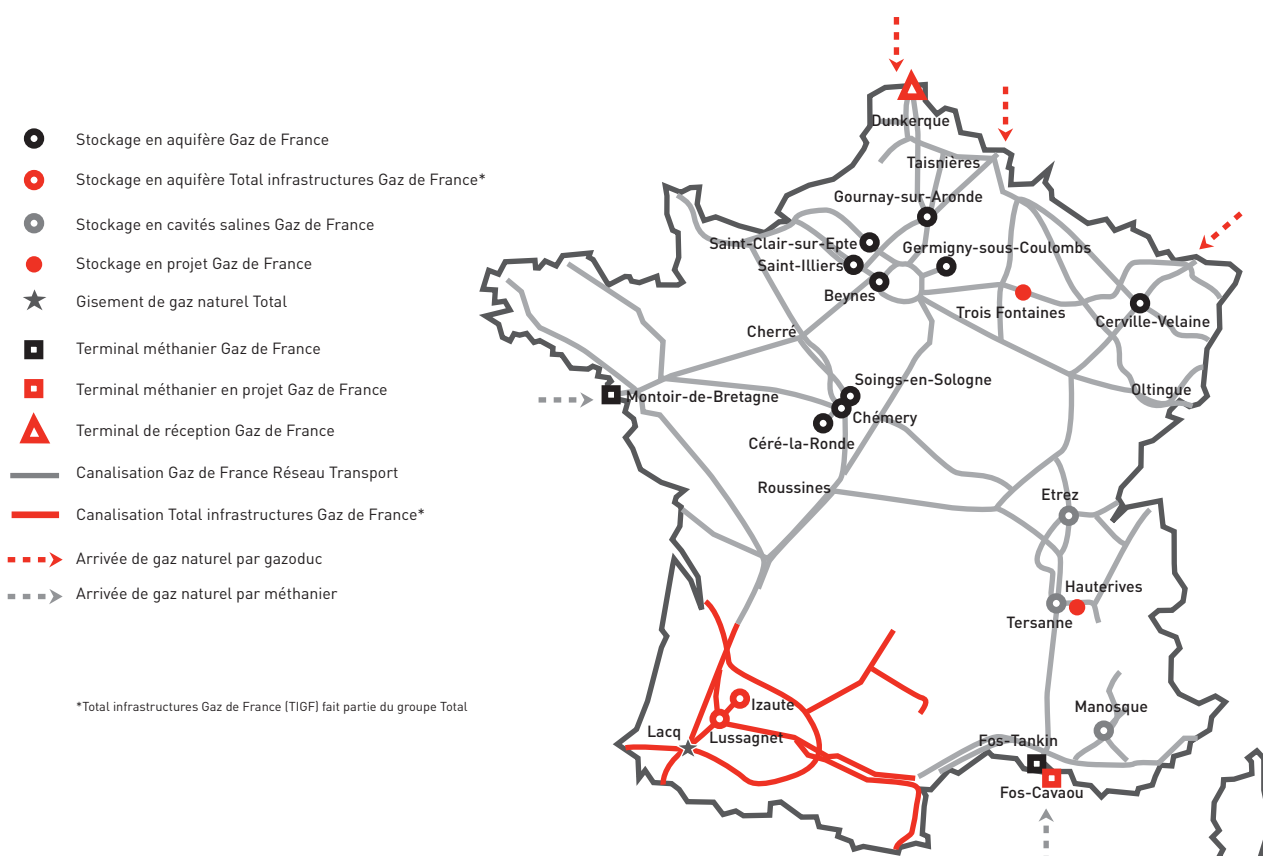 Stockage en aquifère Gaz de France
Stockage en aquifère Total infrastructures Gaz de France*
Stockage en cavités salines Gaz de France
Stockage en projet Gaz de France
Gisement de gaz naturel Total
Terminal méthanier Gaz de France
Terminal méthanier en projet Gaz de France
Terminal de réception Gaz de France
Canalisation Gaz de France Réseau Transport
Canalisation Total infrastructures Gaz de France*
Arrivée de gaz naturel par gazoduc
Arrivée de gaz naturel par méthanier
*Total infrastructures Gaz de France (TIGF) fait partie du groupe Total
Dunkerque
Taisnières
Gournay-sur-Aronde
Saint-Clair-sur-Epte
Germigny-sous-Coulombs
Saint-Illiers
Beynes
Trois Fontaines
Cerville-Velaine
Cherré
Soings-en-Sologne
Oltingue
Montoir-de-Bretagne
Chémery
Céré-la-Ronde
Roussines
Etrez
Hauterives
Tersanne
Izaute
Manosque
Lacq
Lussagnet
Fos-Tankin
Fos-Cavaou